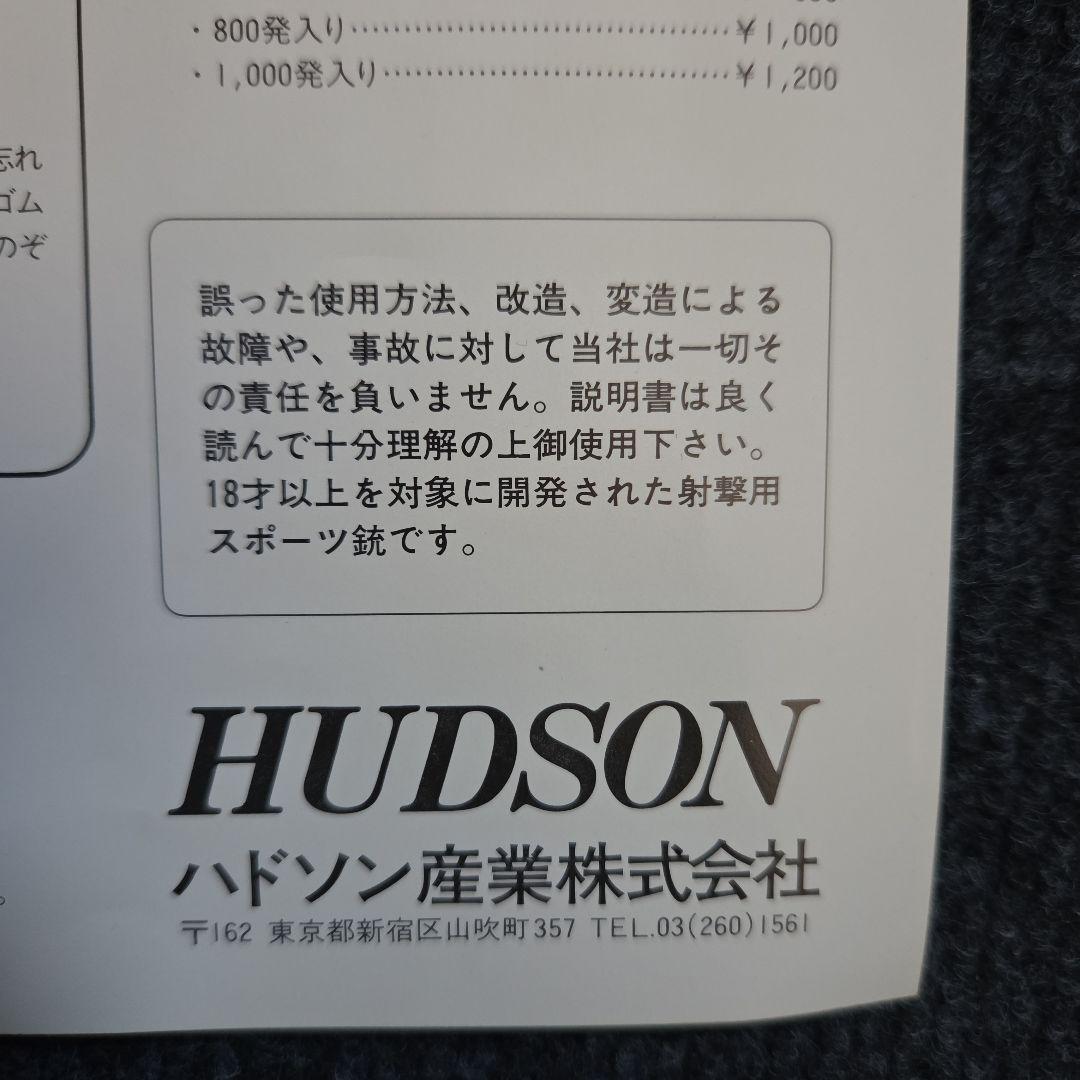 ・800発入り…………………………………¥1,000
・1,000発入り………………………………¥1,200
忘れ
ゴム
のぞ
誤った使用方法、改造、変造による
故障や、事故に対して当社は一切そ
の責任を負いません。説明書は良く
読んで十分理解の上御使用下さい。
18才以上を対象に開発された射撃用
スポーツ銃です。
HUDSON
ハドソン産業株式会社
。
〒162 東京都新宿区山吹町357 TEL.03(260)1561